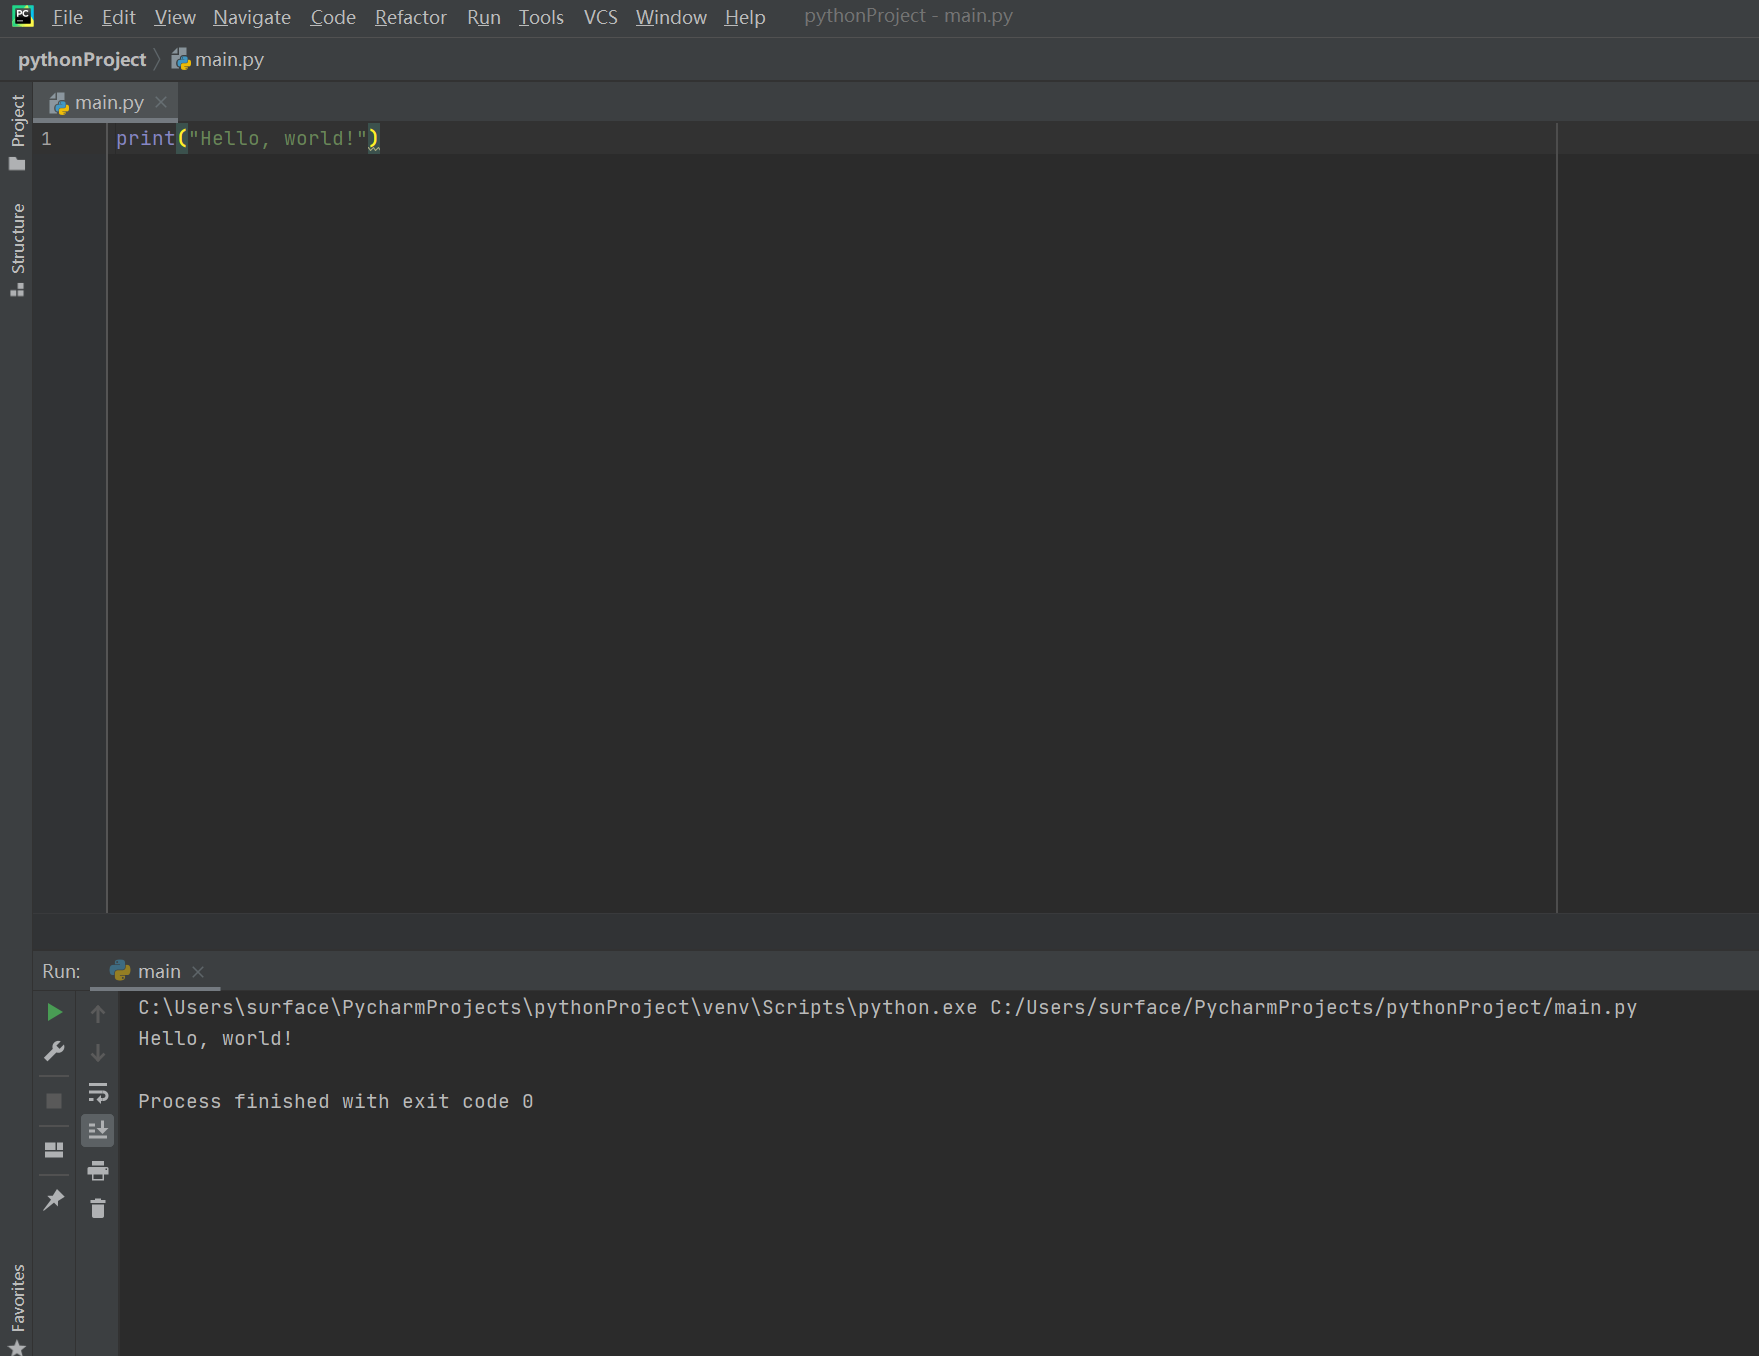 PC File Edit View Navigate Code Refactor Run Tools VCS Window Help pythonProject - main.py
pythonProject main.py
Project
main.py
1 print("Hello, world!")
Structure
Run: main
C:\Users\surface\PycharmProjects\pythonProject\venv\Scripts\python.exe C:/Users/surface/PycharmProjects/pythonProject/main.py
Hello, world!
Process finished with exit code 0
Favorites